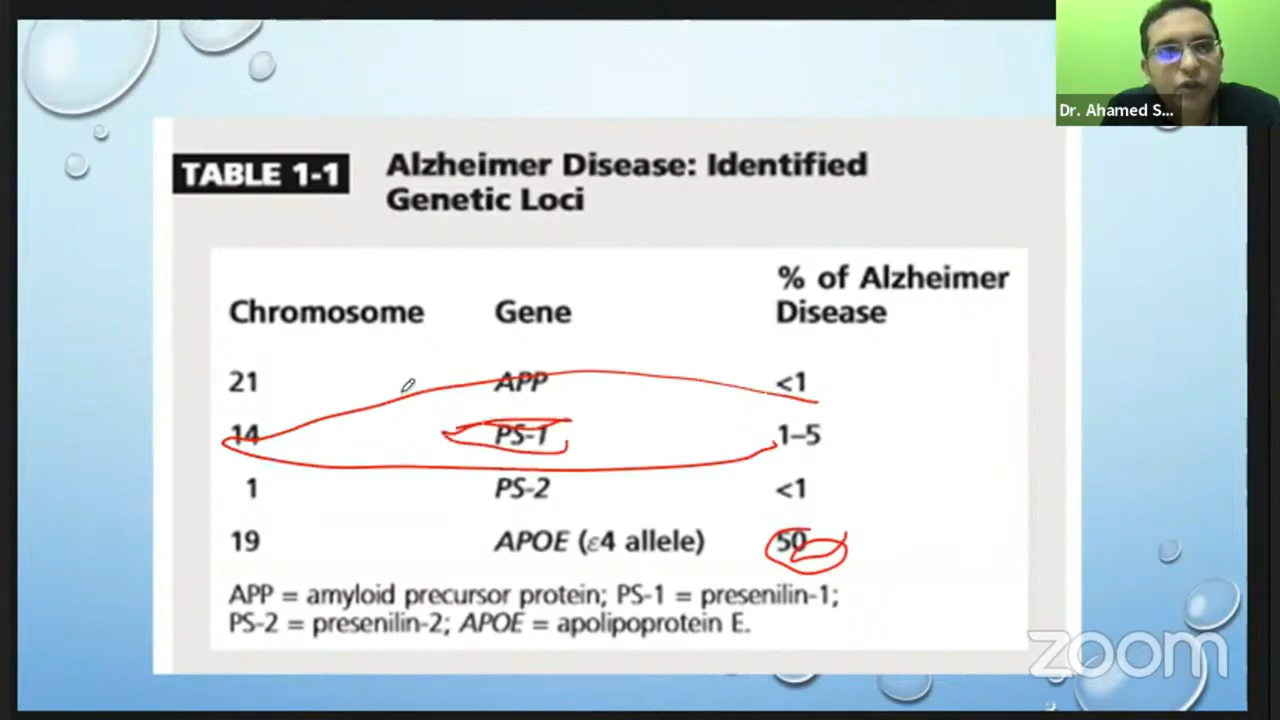 Dr. Ahamed S...
TABLE 1-1
Alzheimer Disease: Identified
Genetic Loci
Chromosome Gene % of Alzheimer Disease
21 APP <1
14 PS-1 1–5
1 PS-2 <1
19 APOE (ε4 allele) 50
APP = amyloid precursor protein; PS-1 = presenilin-1;
PS-2 = presenilin-2; APOE = apolipoprotein E.
zoom